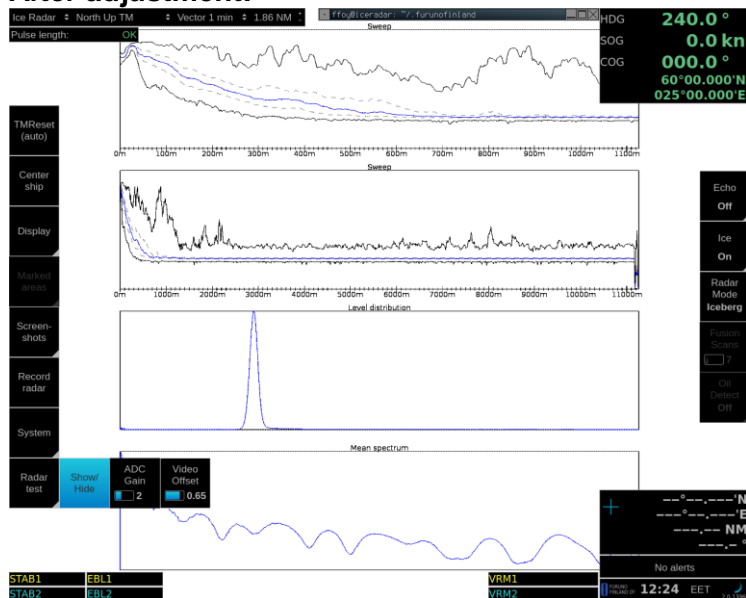 After adjustment:
Ice Radar North Up TM Vector 1 min 1.86 NM
ffoy@iceradar: ~/.furunofinland
Pulse length: OK
HDG 240.0 °
SOG 0.0 kn
COG 000.0 °
60°00.000'N
025°00.000'E
Sweep
0m 100m 200m 300m 400m 500m 600m 700m 800m 900m 1000m 1100m
Sweep
0m 1000m 2000m 3000m 4000m 5000m 6000m 7000m 8000m 9000m 10000m 11000m
Level distribution
Mean spectrum
TMReset
(auto)
Center
ship
Display
Marked
areas
Screen-
shots
Record
radar
System
Radar
test
Show/
Hide
ADC
Gain
2
Video
Offset
0.65
Echo
Off
Ice
On
Radar
Mode
Iceberg
Fusion
Scans
7
Oil
Detect
Off
––°––.–––'N
–––°––.–––'E
–––.–– NM
–––.– °
No alerts
FURUNO
FINLAND OY
12:24 EET
STAB1 EBL1 VRM1
STAB2 EBL2 VRM2